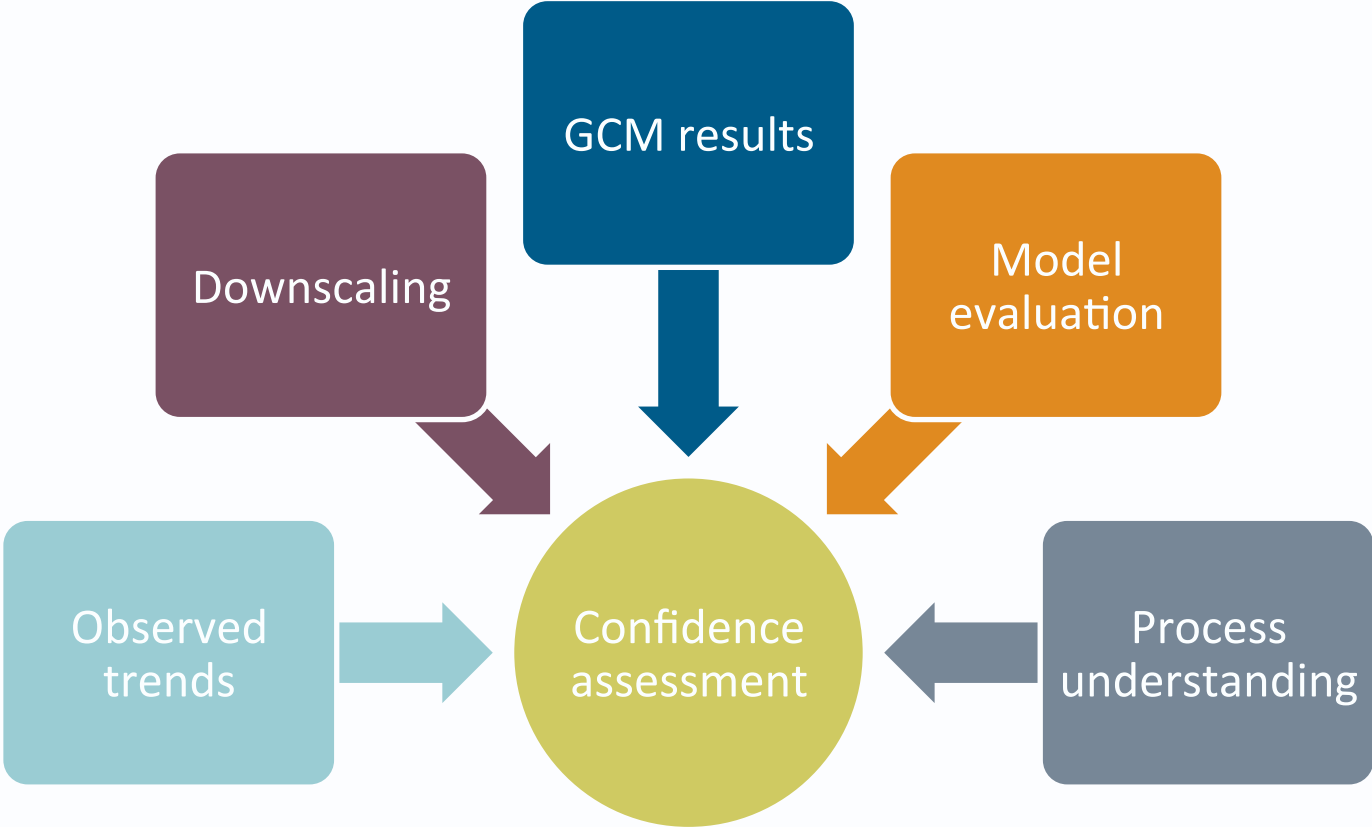 GCM results
Downscaling
Model
evaluation
Observed
trends
Confidence
assessment
Process
understanding